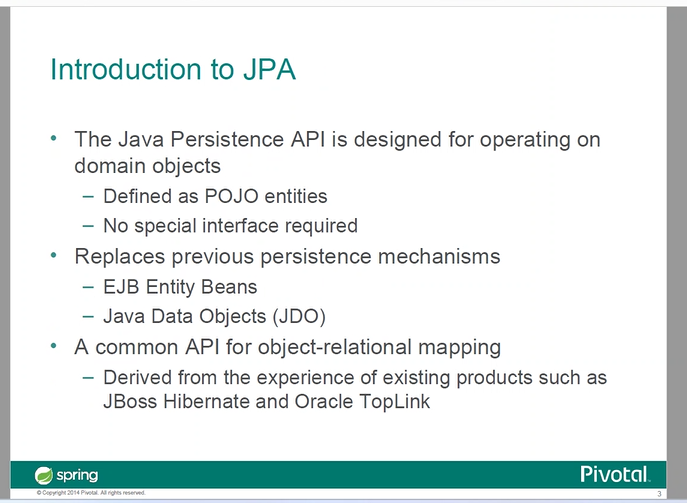 Introduction to JPA
• The Java Persistence API is designed for operating on
domain objects
– Defined as POJO entities
– No special interface required
• Replaces previous persistence mechanisms
– EJB Entity Beans
– Java Data Objects (JDO)
• A common API for object-relational mapping
– Derived from the experience of existing products such as
JBoss Hibernate and Oracle TopLink
spring
Pivotal
© Copyright 2014 Pivotal. All rights reserved.
3